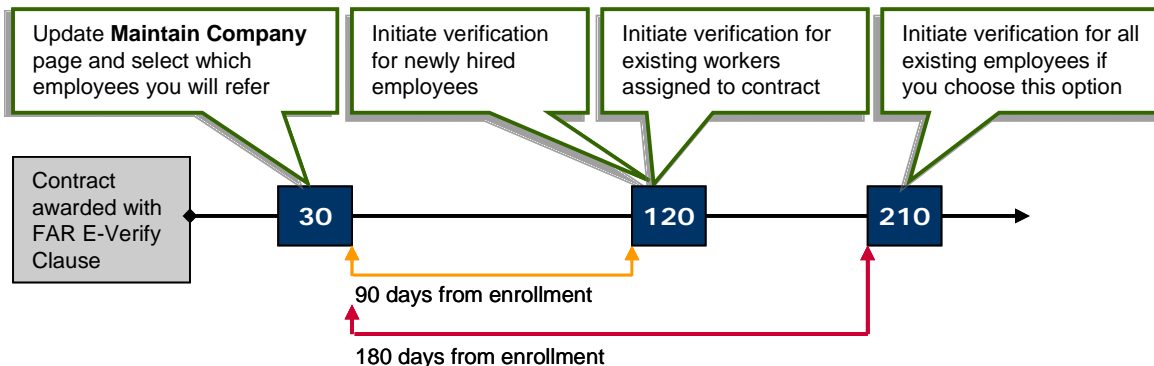 Update Maintain Company
page and select which
employees you will refer
Initiate verification
for newly hired
employees
Initiate verification for
existing workers
assigned to contract
Initiate verification for all
existing employees if
you choose this option
Contract
awarded with
FAR E-Verify
Clause
30
120
210
90 days from enrollment
180 days from enrollment